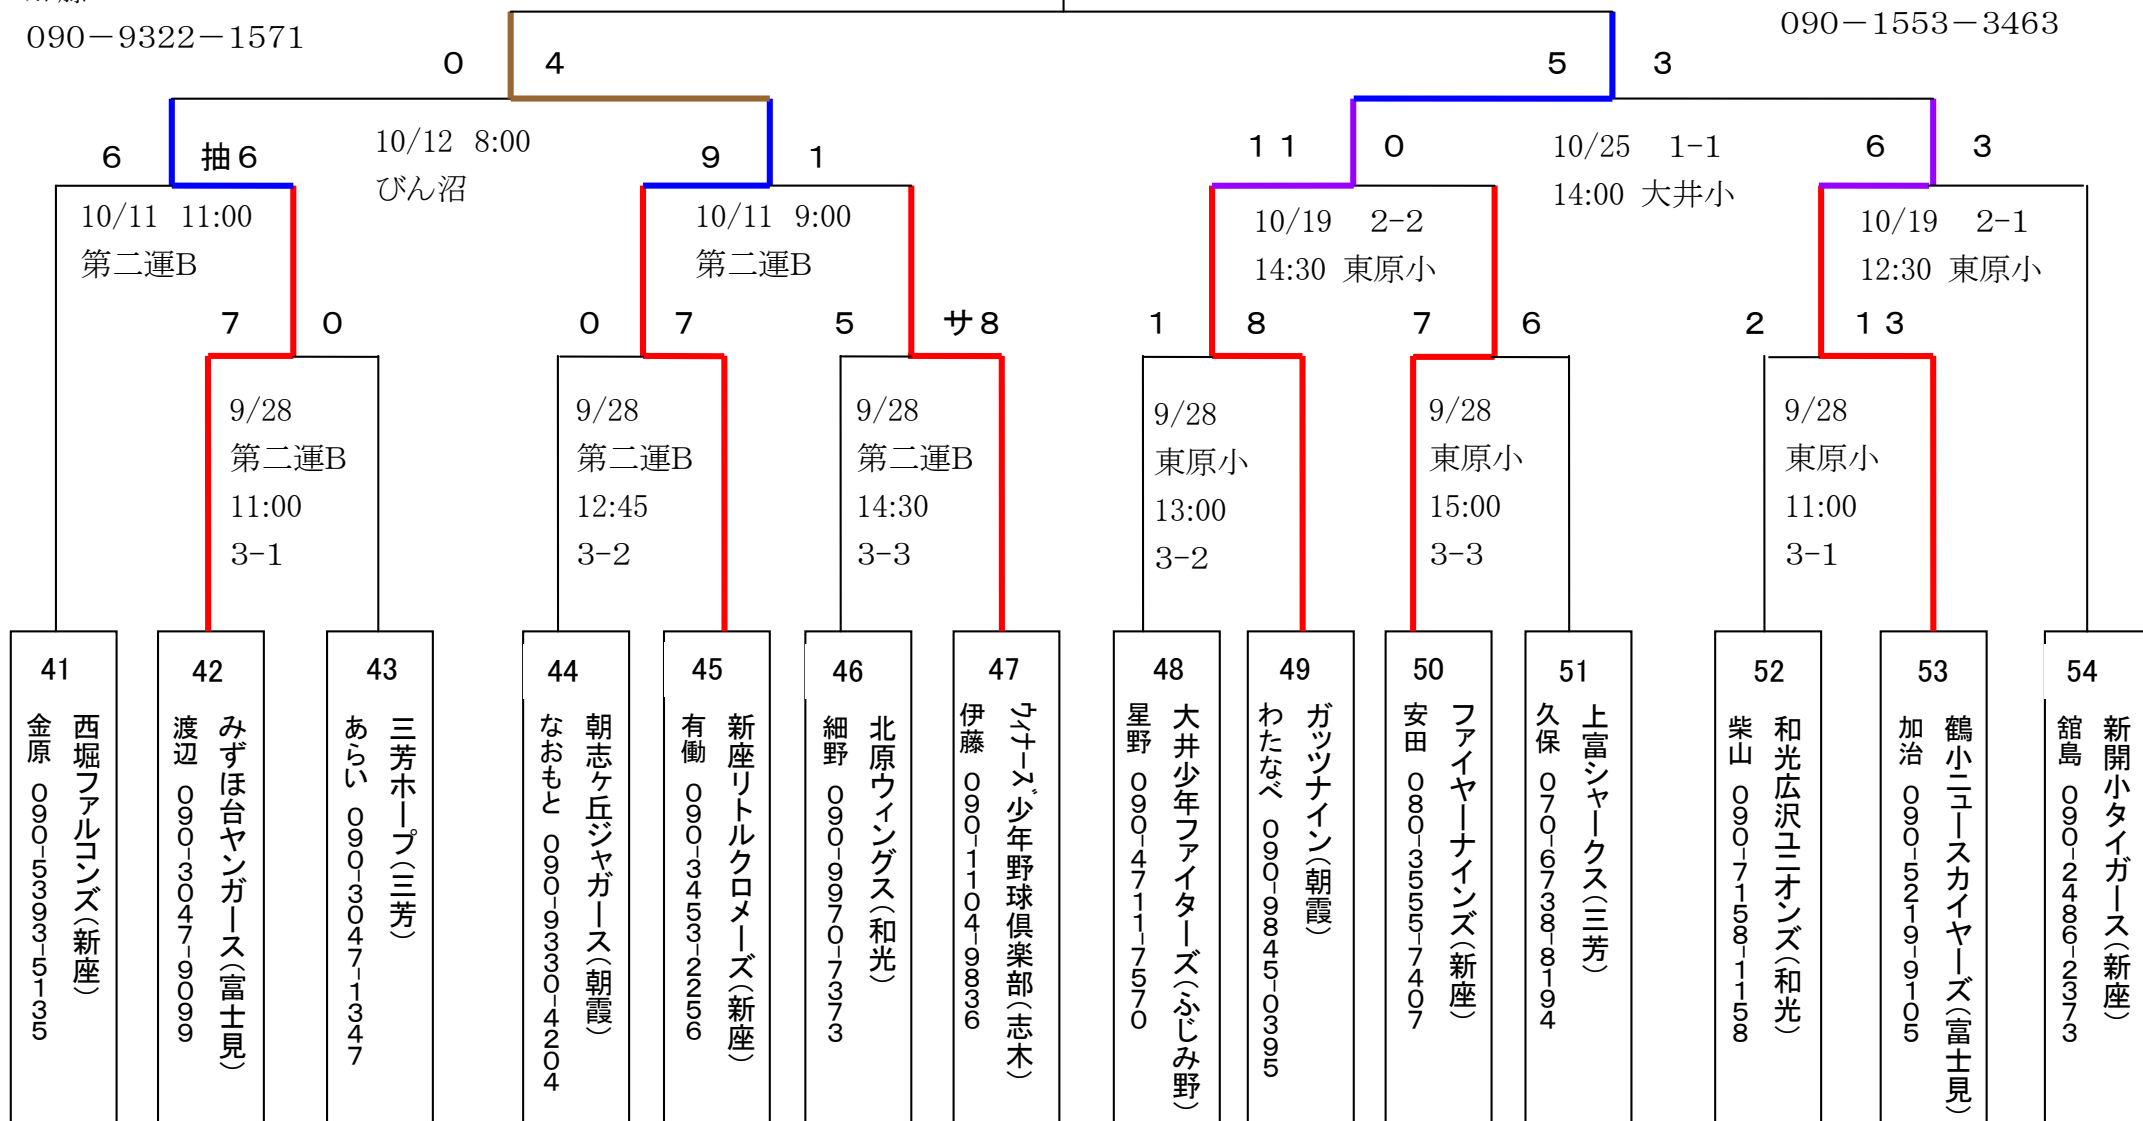 090－9322－1571
090－1553－3463
0 4
5 3
6 抽6
10/12 8:00
びん沼
9 1
11 0
10/25 1-1
14:00 大井小
6 3
10/11 11:00
第二運B
10/11 9:00
第二運B
10/19 2-2
14:30 東原小
10/19 2-1
12:30 東原小
7 0
0 7
5 サ8
1 8
7 6
2 13
9/28
第二運B
11:00
3-1
9/28
第二運B
12:45
3-2
9/28
第二運B
14:30
3-3
9/28
東原小
13:00
3-2
9/28
東原小
15:00
3-3
9/28
東原小
11:00
3-1
41
西堀ファルコンズ（新座）
金原 090-5393-5135
42
みずほ台ヤンガース（富士見）
渡辺 090-3047-9099
43
三芳ホープ（三芳）
あらい 090-3047-1347
44
朝志ヶ丘ジャガース（朝霞）
なおもと 090-9330-4204
45
新座リトルクロメーズ（新座）
有働 090-3453-2256
46
北原ウィングス（和光）
細野 090-9970-7373
47
ウィナーズ少年野球倶楽部（志木）
伊藤 090-1104-9836
48
大井少年ファイターズ（ふじみ野）
星野 090-4711-7570
49
ガッツナイン（朝霞）
わたなべ 090-9845-0395
50
ファイヤーナインズ（新座）
安田 080-3555-7407
51
上富シャークス（三芳）
久保 070-6738-8194
52
和光広沢ユニオンズ（和光）
柴山 090-7158-1158
53
鶴小ニュースカイヤーズ（富士見）
加治 090-5219-9105
54
新開小タイガース（新座）
舘島 090-2486-2373